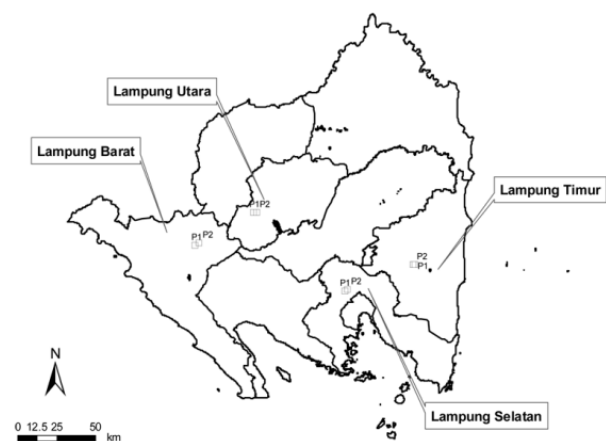 Lampung Utara
Lampung Barat
Lampung Timur
P1P2
P1 P2
P2
P1
P1 P2
N
Lampung Selatan
0 12.5 25 50
km